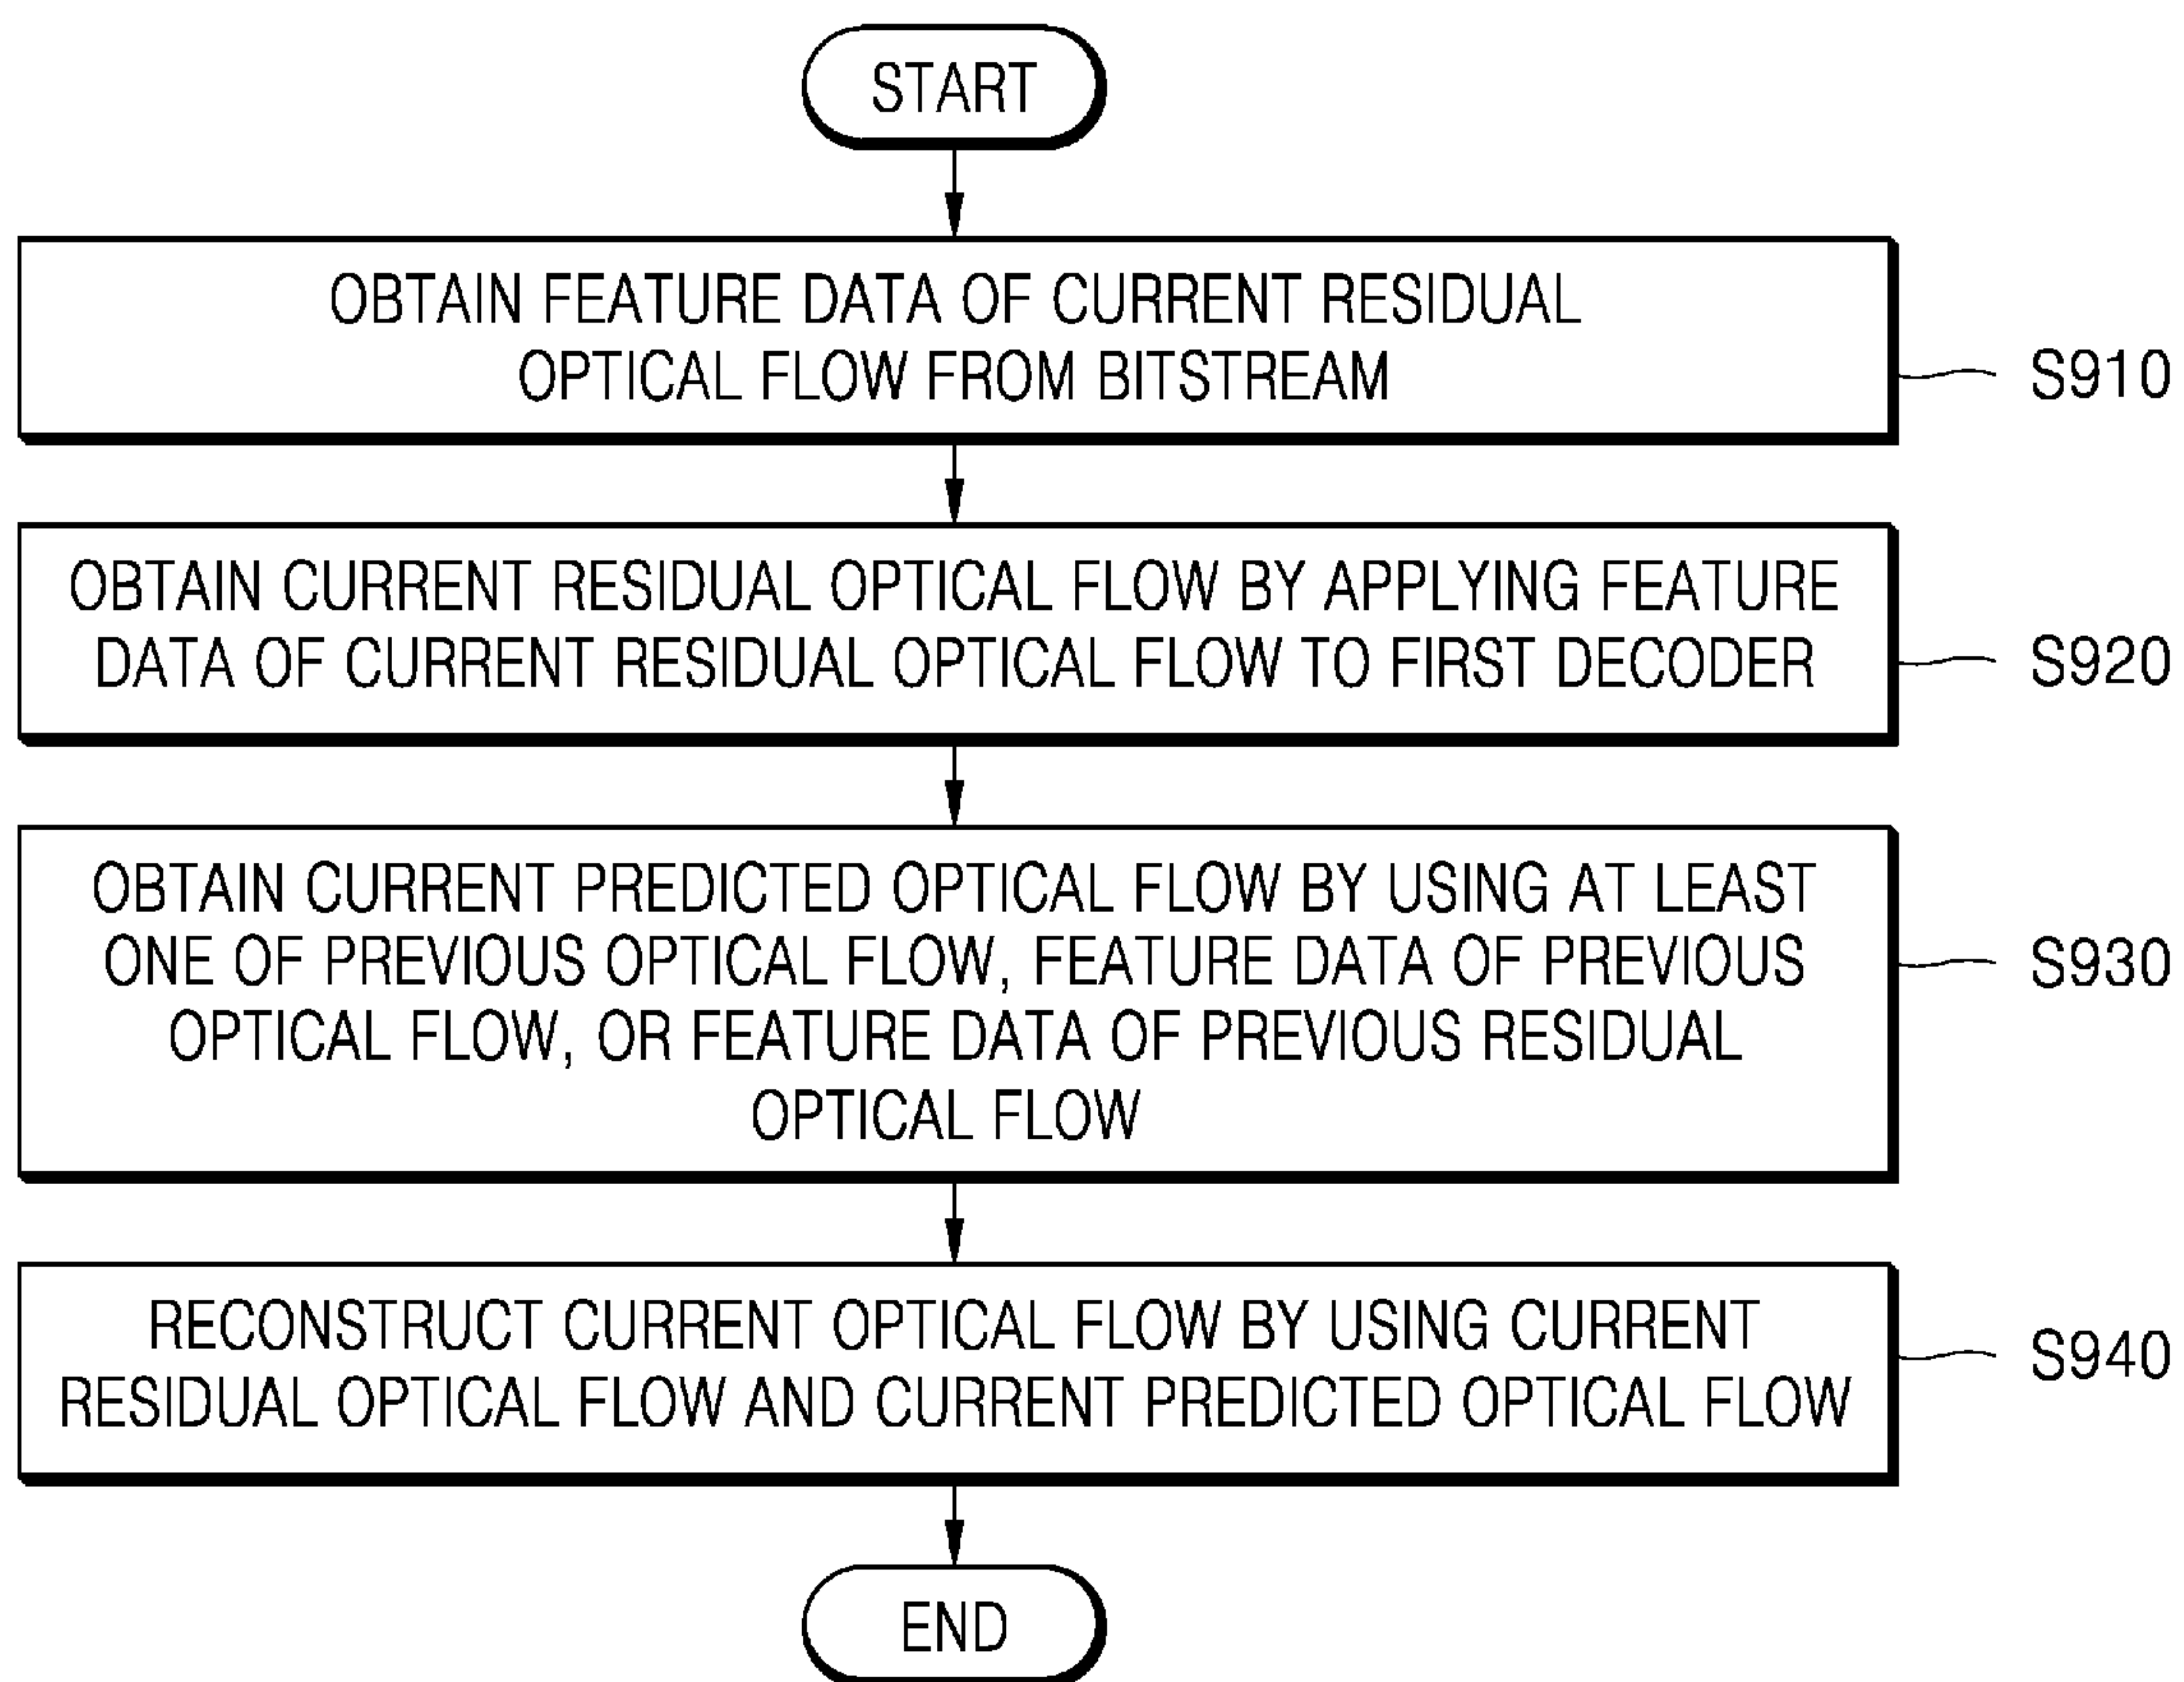 START
OBTAIN FEATURE DATA OF CURRENT RESIDUAL
OPTICAL FLOW FROM BITSTREAM
S910
OBTAIN CURRENT RESIDUAL OPTICAL FLOW BY APPLYING FEATURE
DATA OF CURRENT RESIDUAL OPTICAL FLOW TO FIRST DECODER
S920
OBTAIN CURRENT PREDICTED OPTICAL FLOW BY USING AT LEAST
ONE OF PREVIOUS OPTICAL FLOW, FEATURE DATA OF PREVIOUS
OPTICAL FLOW, OR FEATURE DATA OF PREVIOUS RESIDUAL
OPTICAL FLOW
S930
RECONSTRUCT CURRENT OPTICAL FLOW BY USING CURRENT
RESIDUAL OPTICAL FLOW AND CURRENT PREDICTED OPTICAL FLOW
S940
END